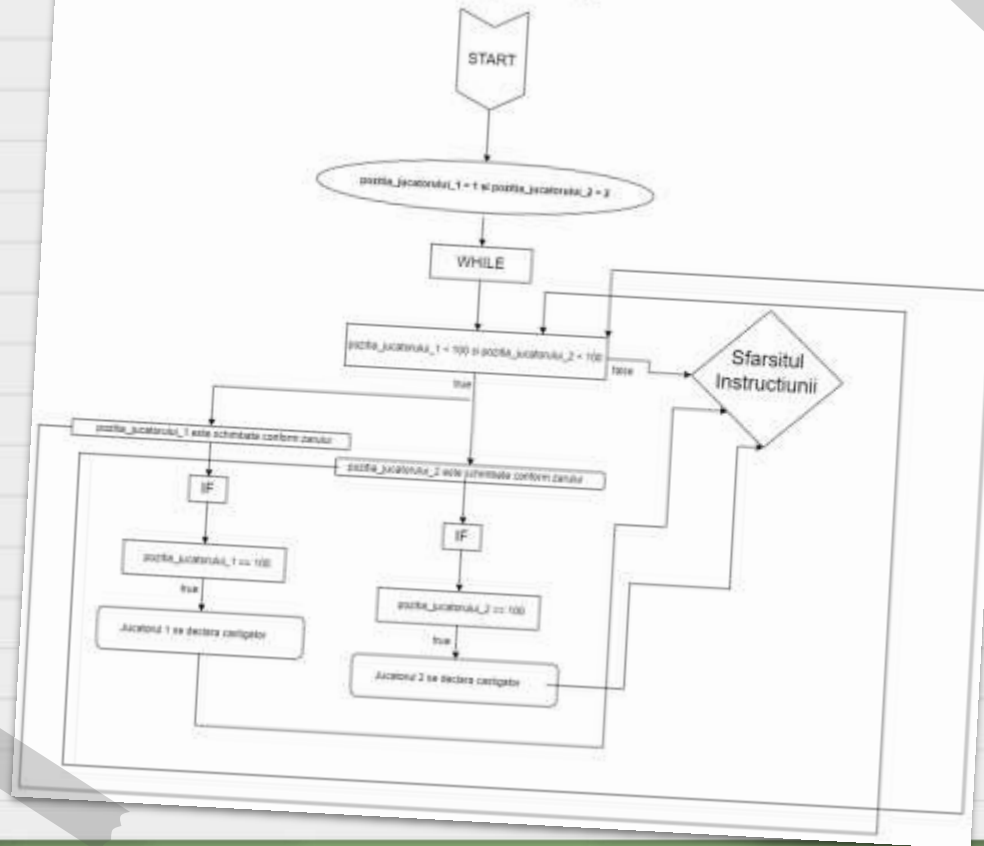 START
pozitia_jucatorului_1 = 1 si pozitia_jucatorului_2 =
WHILE
pozitia_jucatorului_1 < 100 si pozitia_jucatorului_2 < 100
false
Sfarsitul
Instructiunii
true
pozitia_jucatorului_1 este schimbata conform zarului
pozitia_jucatorului_2 este schimbata conform zarului
IF
IF
pozitia_jucatorului_1 == 100
true
pozitia_jucatorului_2 == 100
Jucatorul 1 se declara castigator
true
Jucatorul 2 se declara castigator